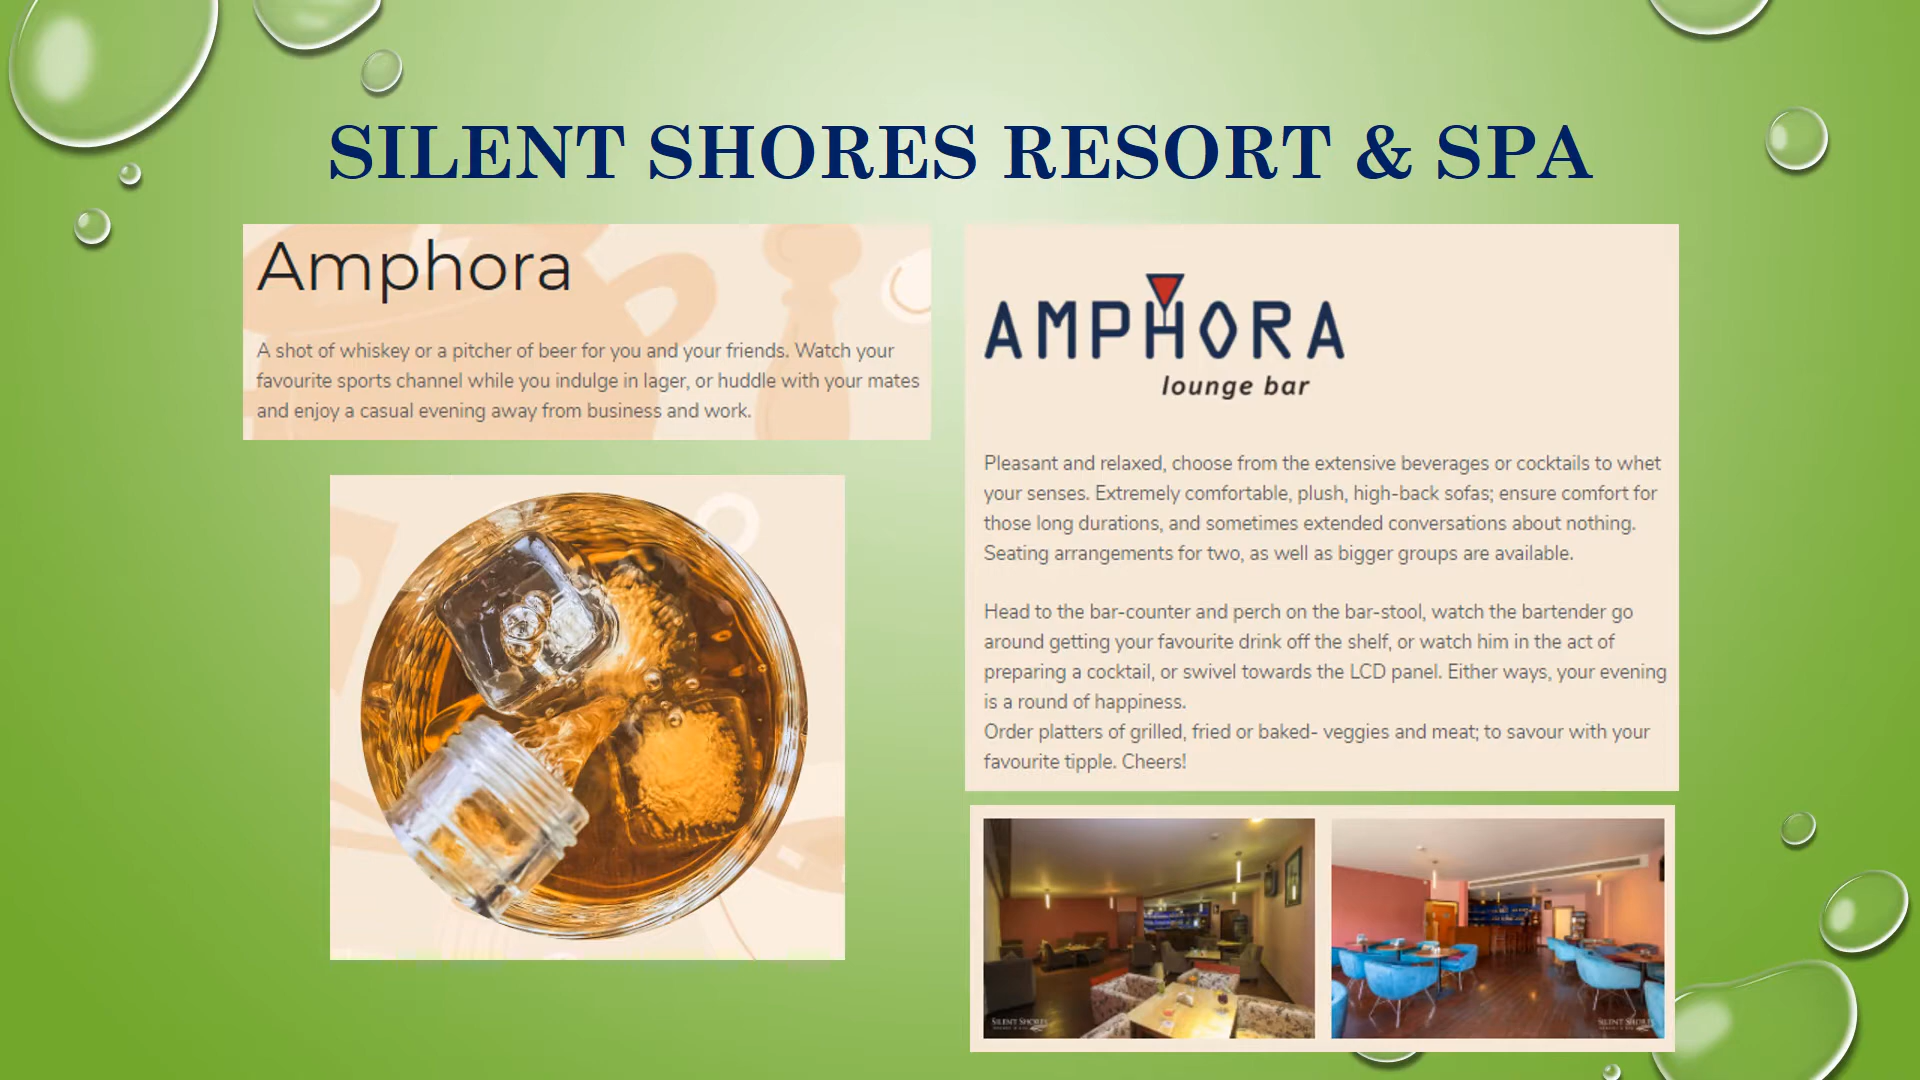 SILENT SHORES RESORT & SPA
Amphora
A shot of whiskey or a pitcher of beer for you and your friends. Watch your
favourite sports channel while you indulge in lager, or huddle with your mates
and enjoy a casual evening away from business and work.
AMPHORA
lounge bar
Pleasant and relaxed, choose from the extensive beverages or cocktails to whet
your senses. Extremely comfortable, plush, high-back sofas; ensure comfort for
those long durations, and sometimes extended conversations about nothing.
Seating arrangements for two, as well as bigger groups are available.
Head to the bar-counter and perch on the bar-stool, watch the bartender go
around getting your favourite drink off the shelf, or watch him in the act of
preparing a cocktail, or swivel towards the LCD panel. Either ways, your evening
is a round of happiness.
Order platters of grilled, fried or baked- veggies and meat; to savour with your
favourite tipple. Cheers!
SILENT SHORES
SILENT SHORES